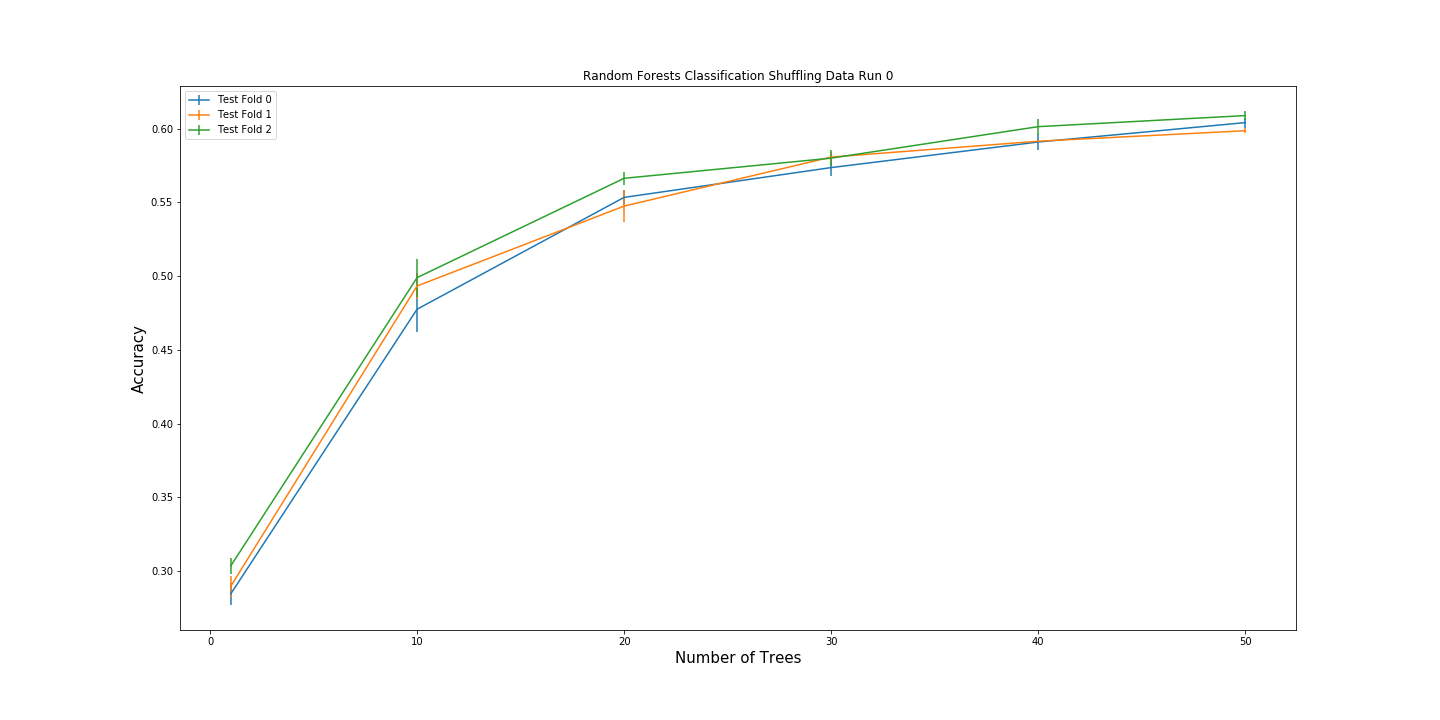 Random Forests Classification Shuffling Data Run 0
Test Fold 0
Test Fold 1
Test Fold 2
0.60
0.55
0.50
0.45
0.40
0.35
0.30
Accuracy
0 10 20 30 40 50
Number of Trees